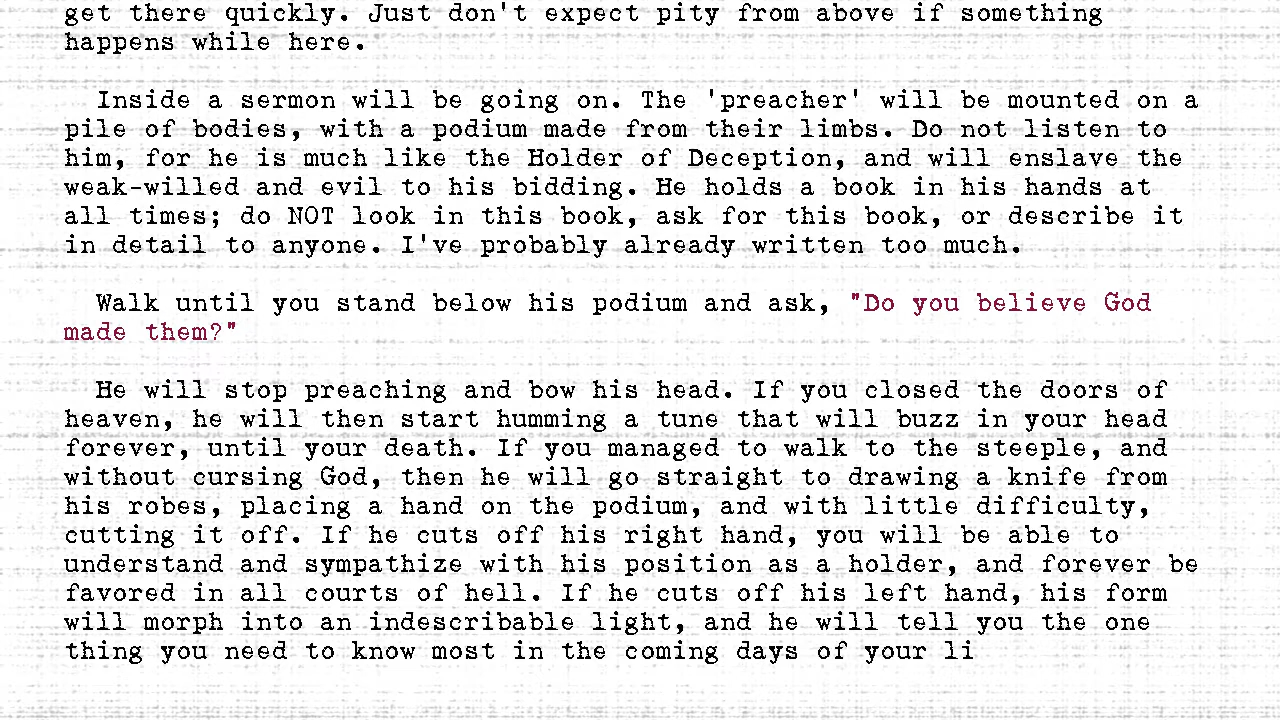 get there quickly. Just don't expect pity from above if something
happens while here.
Inside a sermon will be going on. The 'preacher' will be mounted on a
pile of bodies, with a podium made from their limbs. Do not listen to
him, for he is much like the Holder of Deception, and will enslave the
weak-willed and evil to his bidding. He holds a book in his hands at
all times; do NOT look in this book, ask for this book, or describe it
in detail to anyone. I've probably already written too much.
Walk until you stand below his podium and ask, "Do you believe God
made them?"
He will stop preaching and bow his head. If you closed the doors of
heaven, he will then start humming a tune that will buzz in your head
forever, until your death. If you managed to walk to the steeple, and
without cursing God, then he will go straight to drawing a knife from
his robes, placing a hand on the podium, and with little difficulty,
cutting it off. If he cuts off his right hand, you will be able to
understand and sympathize with his position as a holder, and forever be
favored in all courts of hell. If he cuts off his left hand, his form
will morph into an indescribable light, and he will tell you the one
thing you need to know most in the coming days of your li